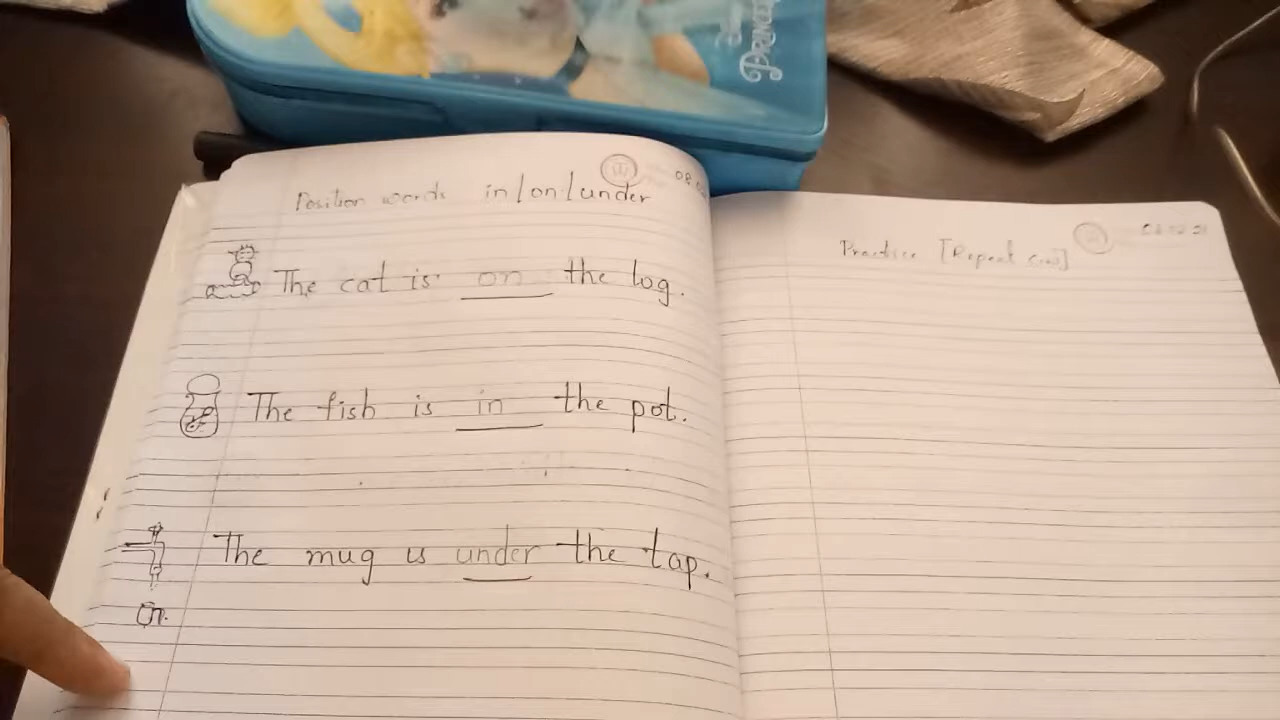 Disney
PRINCESS
Position words in/on/under
The cat is on the log.
The fish is in the pot.
The mug is under the tap.
Practice [Repeat